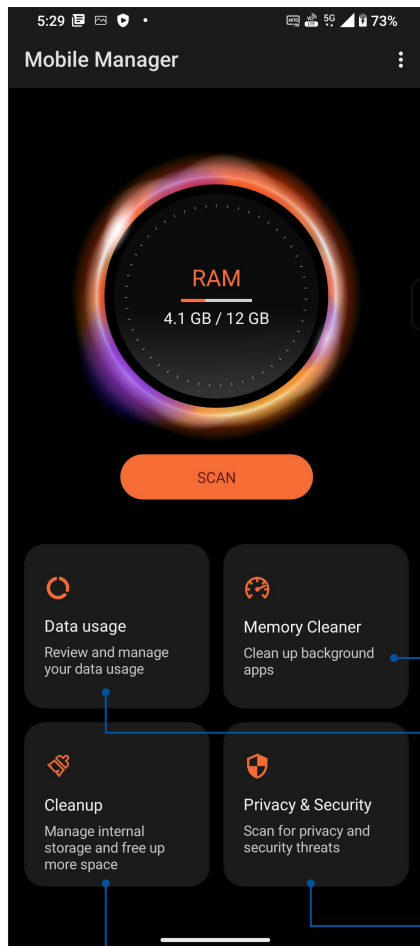 5:29
5G
73%
Mobile Manager
RAM
4.1 GB / 12 GB
SCAN
Data usage
Review and manage
your data usage
Memory Cleaner
Clean up background
apps
Cleanup
Manage internal
storage and free up
more space
Privacy & Security
Scan for privacy and
security threats